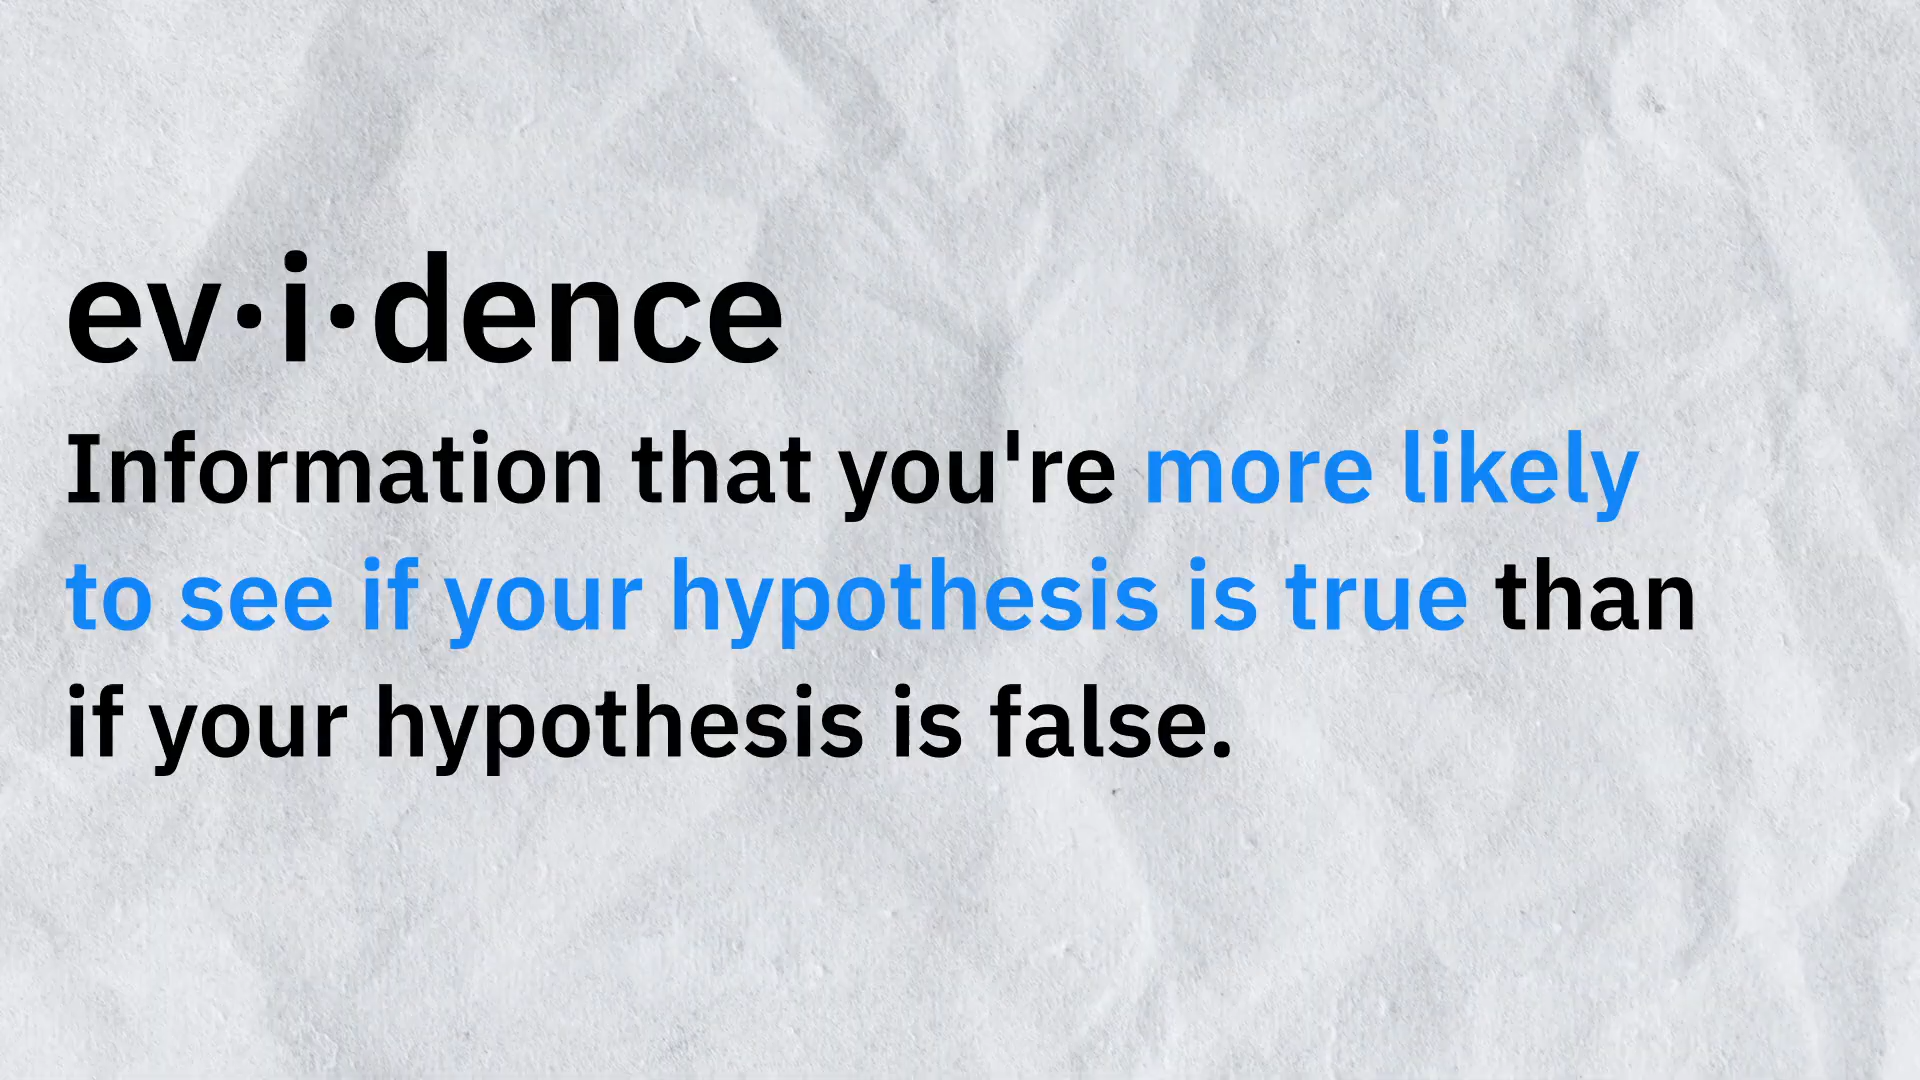 ev·i·dence
Information that you're more likely
to see if your hypothesis is true than
if your hypothesis is false.